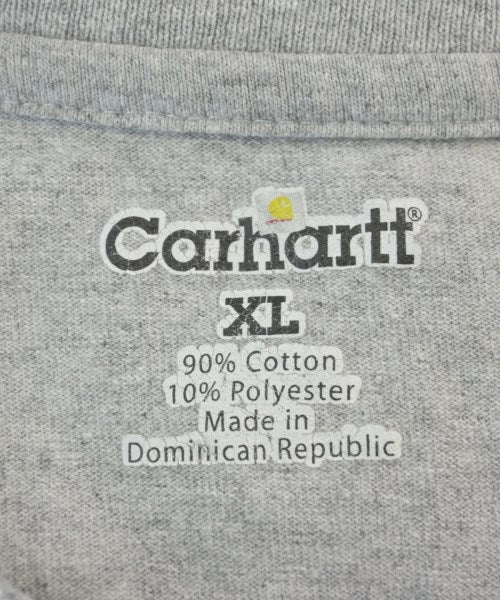 Carhartt®
XL
90% Cotton
10% Polyester
Made in
Dominican Republic